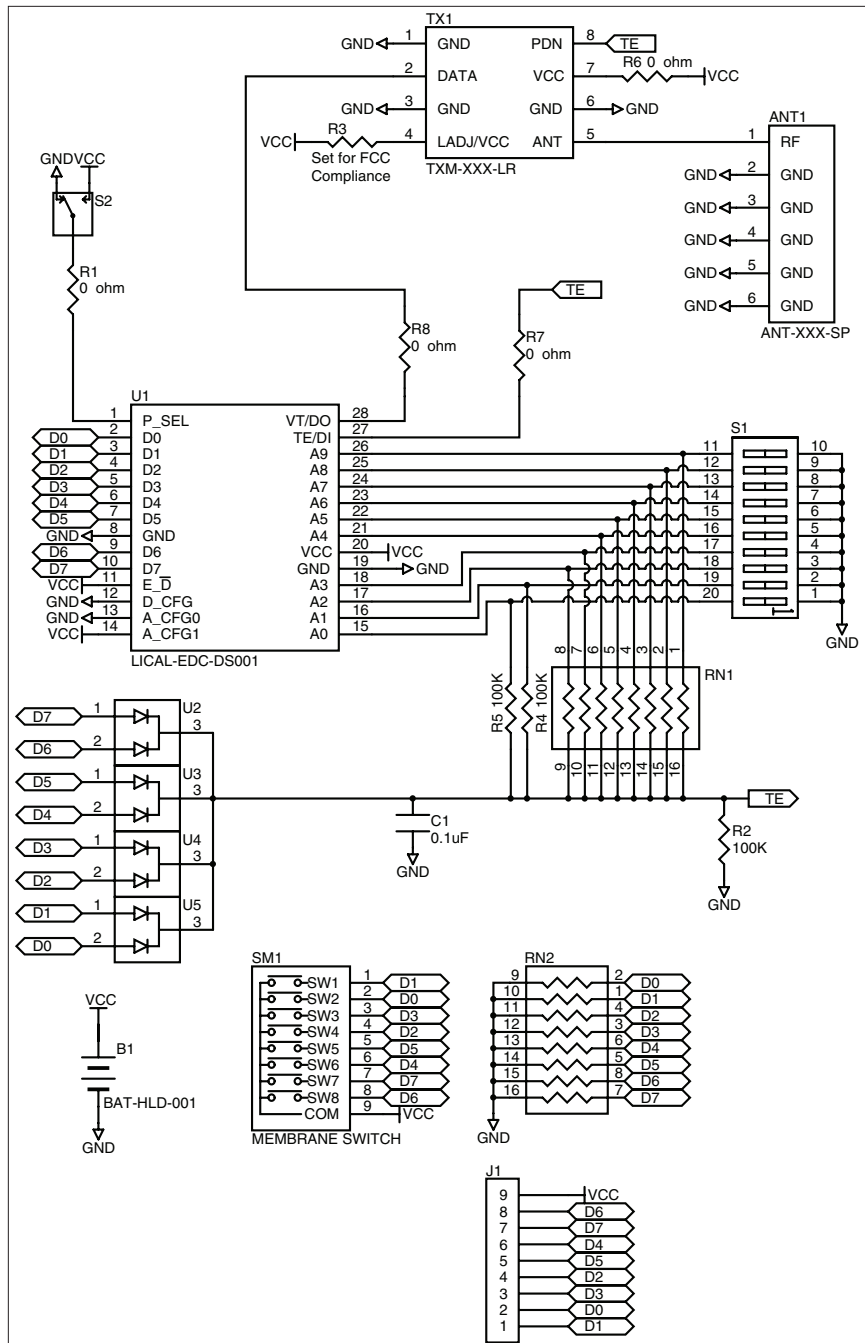 TX1
GND 1 GND PDN 8 TE
2 DATA VCC 7 R6 0 ohm VCC
GND 3 GND GND 6 GND
VCC R3 4 LADJ/VCC ANT 5
Set for FCC
Compliance
TXM-XXX-LR
ANT1
1 RF
GND 2 GND
GND 3 GND
GND 4 GND
GND 5 GND
GND 6 GND
ANT-XXX-SP
GND VCC
S2
R1
0 ohm
R8
0 ohm
TE
R7
0 ohm
U1
1 P_SEL VT/DO 28
D0 2 D0 TE/DI 27
D1 3 D1 A9 26
D2 4 D2 A8 25
D3 5 D3 A7 24
D4 6 D4 A6 23
D5 7 D5 A5 22
GND 8 GND A4 21
D6 9 D6 VCC 20 VCC
D7 10 D7 GND 19 GND
VCC 11 E_D A3 18
GND 12 D_CFG A2 17
GND 13 A_CFG0 A1 16
VCC 14 A_CFG1 A0 15
LICAL-EDC-DS001
S1
11 10
12 9
13 8
14 7
15 6
16 5
17 4
18 3
19 2
20 1
GND
R5 100K
R4 100K
8 7 6 5 4 3 2 1
RN1
9 10 11 12 13 14 15 16
D7 1 U2
3
D6 2
D5 1 U3
3
D4 2
D3 1 U4
3
D2 2
D1 1 U5
3
D0 2
C1
0.1uF
GND
TE
R2
100K
GND
VCC
B1
BAT-HLD-001
GND
SM1
SW1 1 D1
SW2 2 D0
SW3 3 D3
SW4 4 D2
SW5 5 D5
SW6 6 D4
SW7 7 D7
SW8 8 D6
COM 9 VCC
MEMBRANE SWITCH
RN2
9 2 D0
10 1 D1
11 4 D2
12 3 D3
13 6 D4
14 5 D5
15 8 D6
16 7 D7
GND
J1
9 VCC
8 D6
7 D7
6 D4
5 D5
4 D2
3 D3
2 D0
1 D1